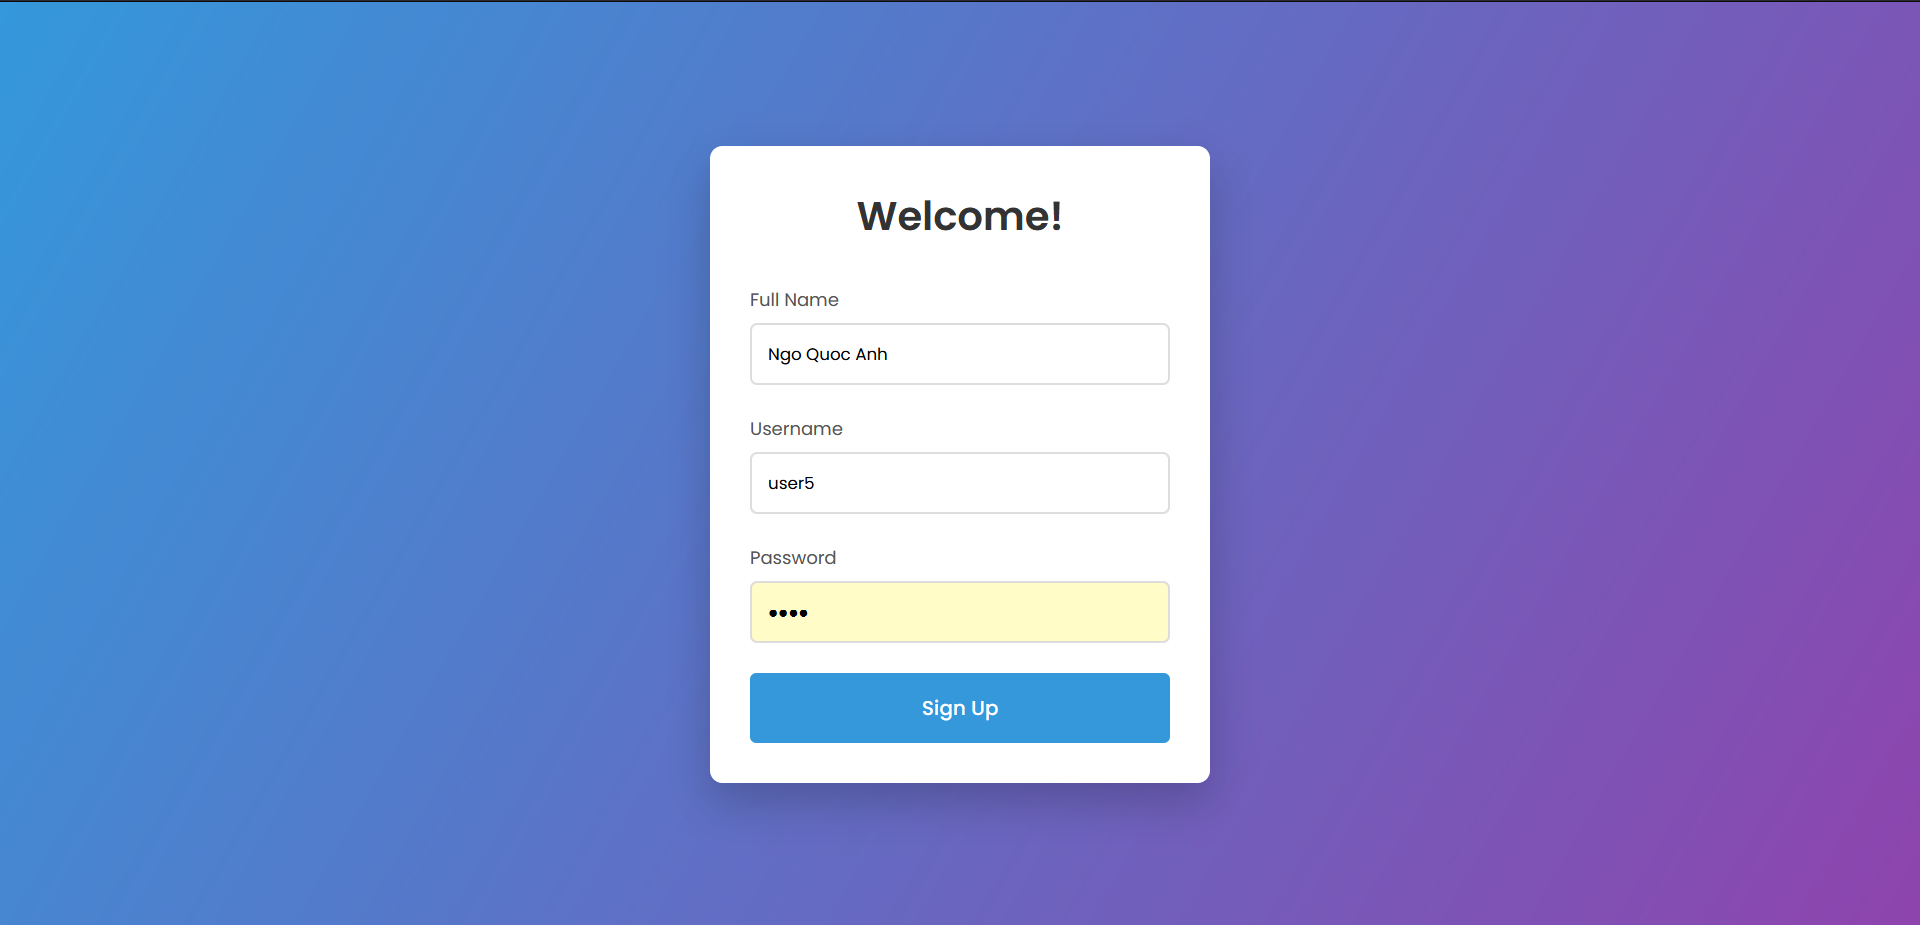 Welcome!
Full Name
Ngo Quoc Anh
Username
user5
Password
••••
Sign Up